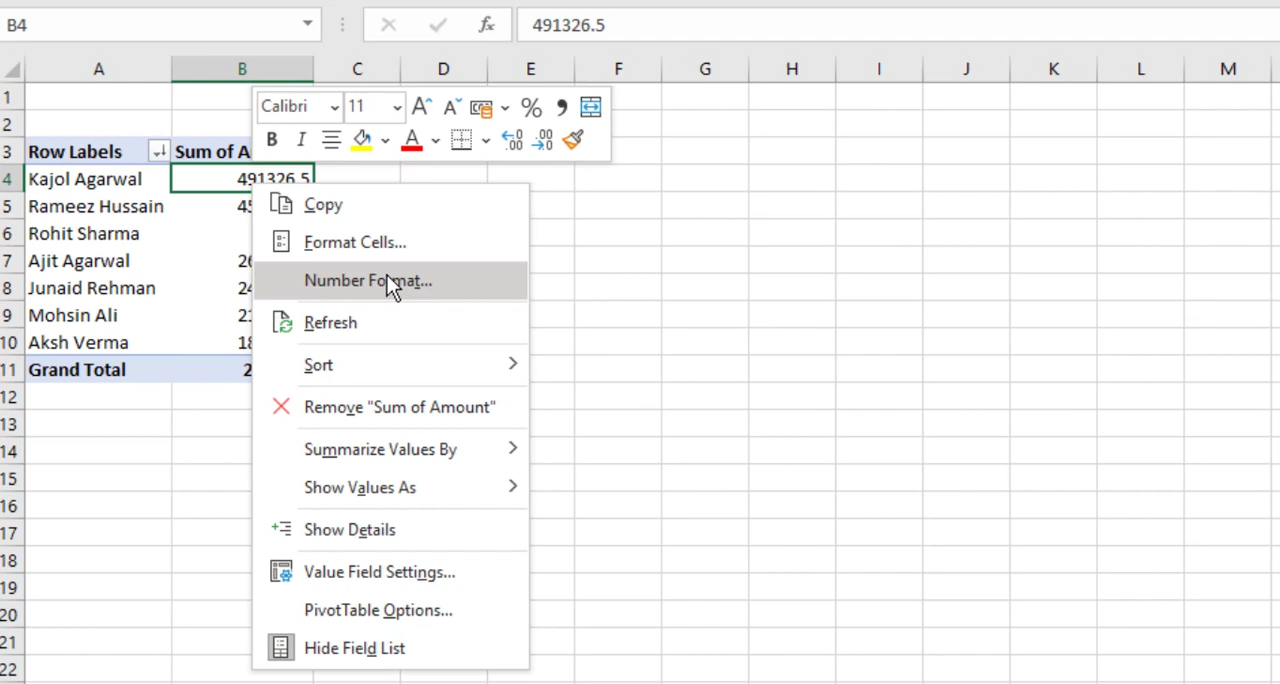 B4
fx
491326.5
A B C D E F G H I J K L M
Calibri 11 A A %
B I A .00 .00
1
2
3 Row Labels Sum of A
4 Kajol Agarwal 491326.5
5 Rameez Hussain 45
6 Rohit Sharma
7 Ajit Agarwal 26
8 Junaid Rehman 24
9 Mohsin Ali 21
10 Aksh Verma 18
11 Grand Total 2
12
13
14
15
16
17
18
19
20
21
22
Copy
Format Cells...
Number Format...
Refresh
Sort
Remove "Sum of Amount"
Summarize Values By
Show Values As
Show Details
Value Field Settings...
PivotTable Options...
Hide Field List